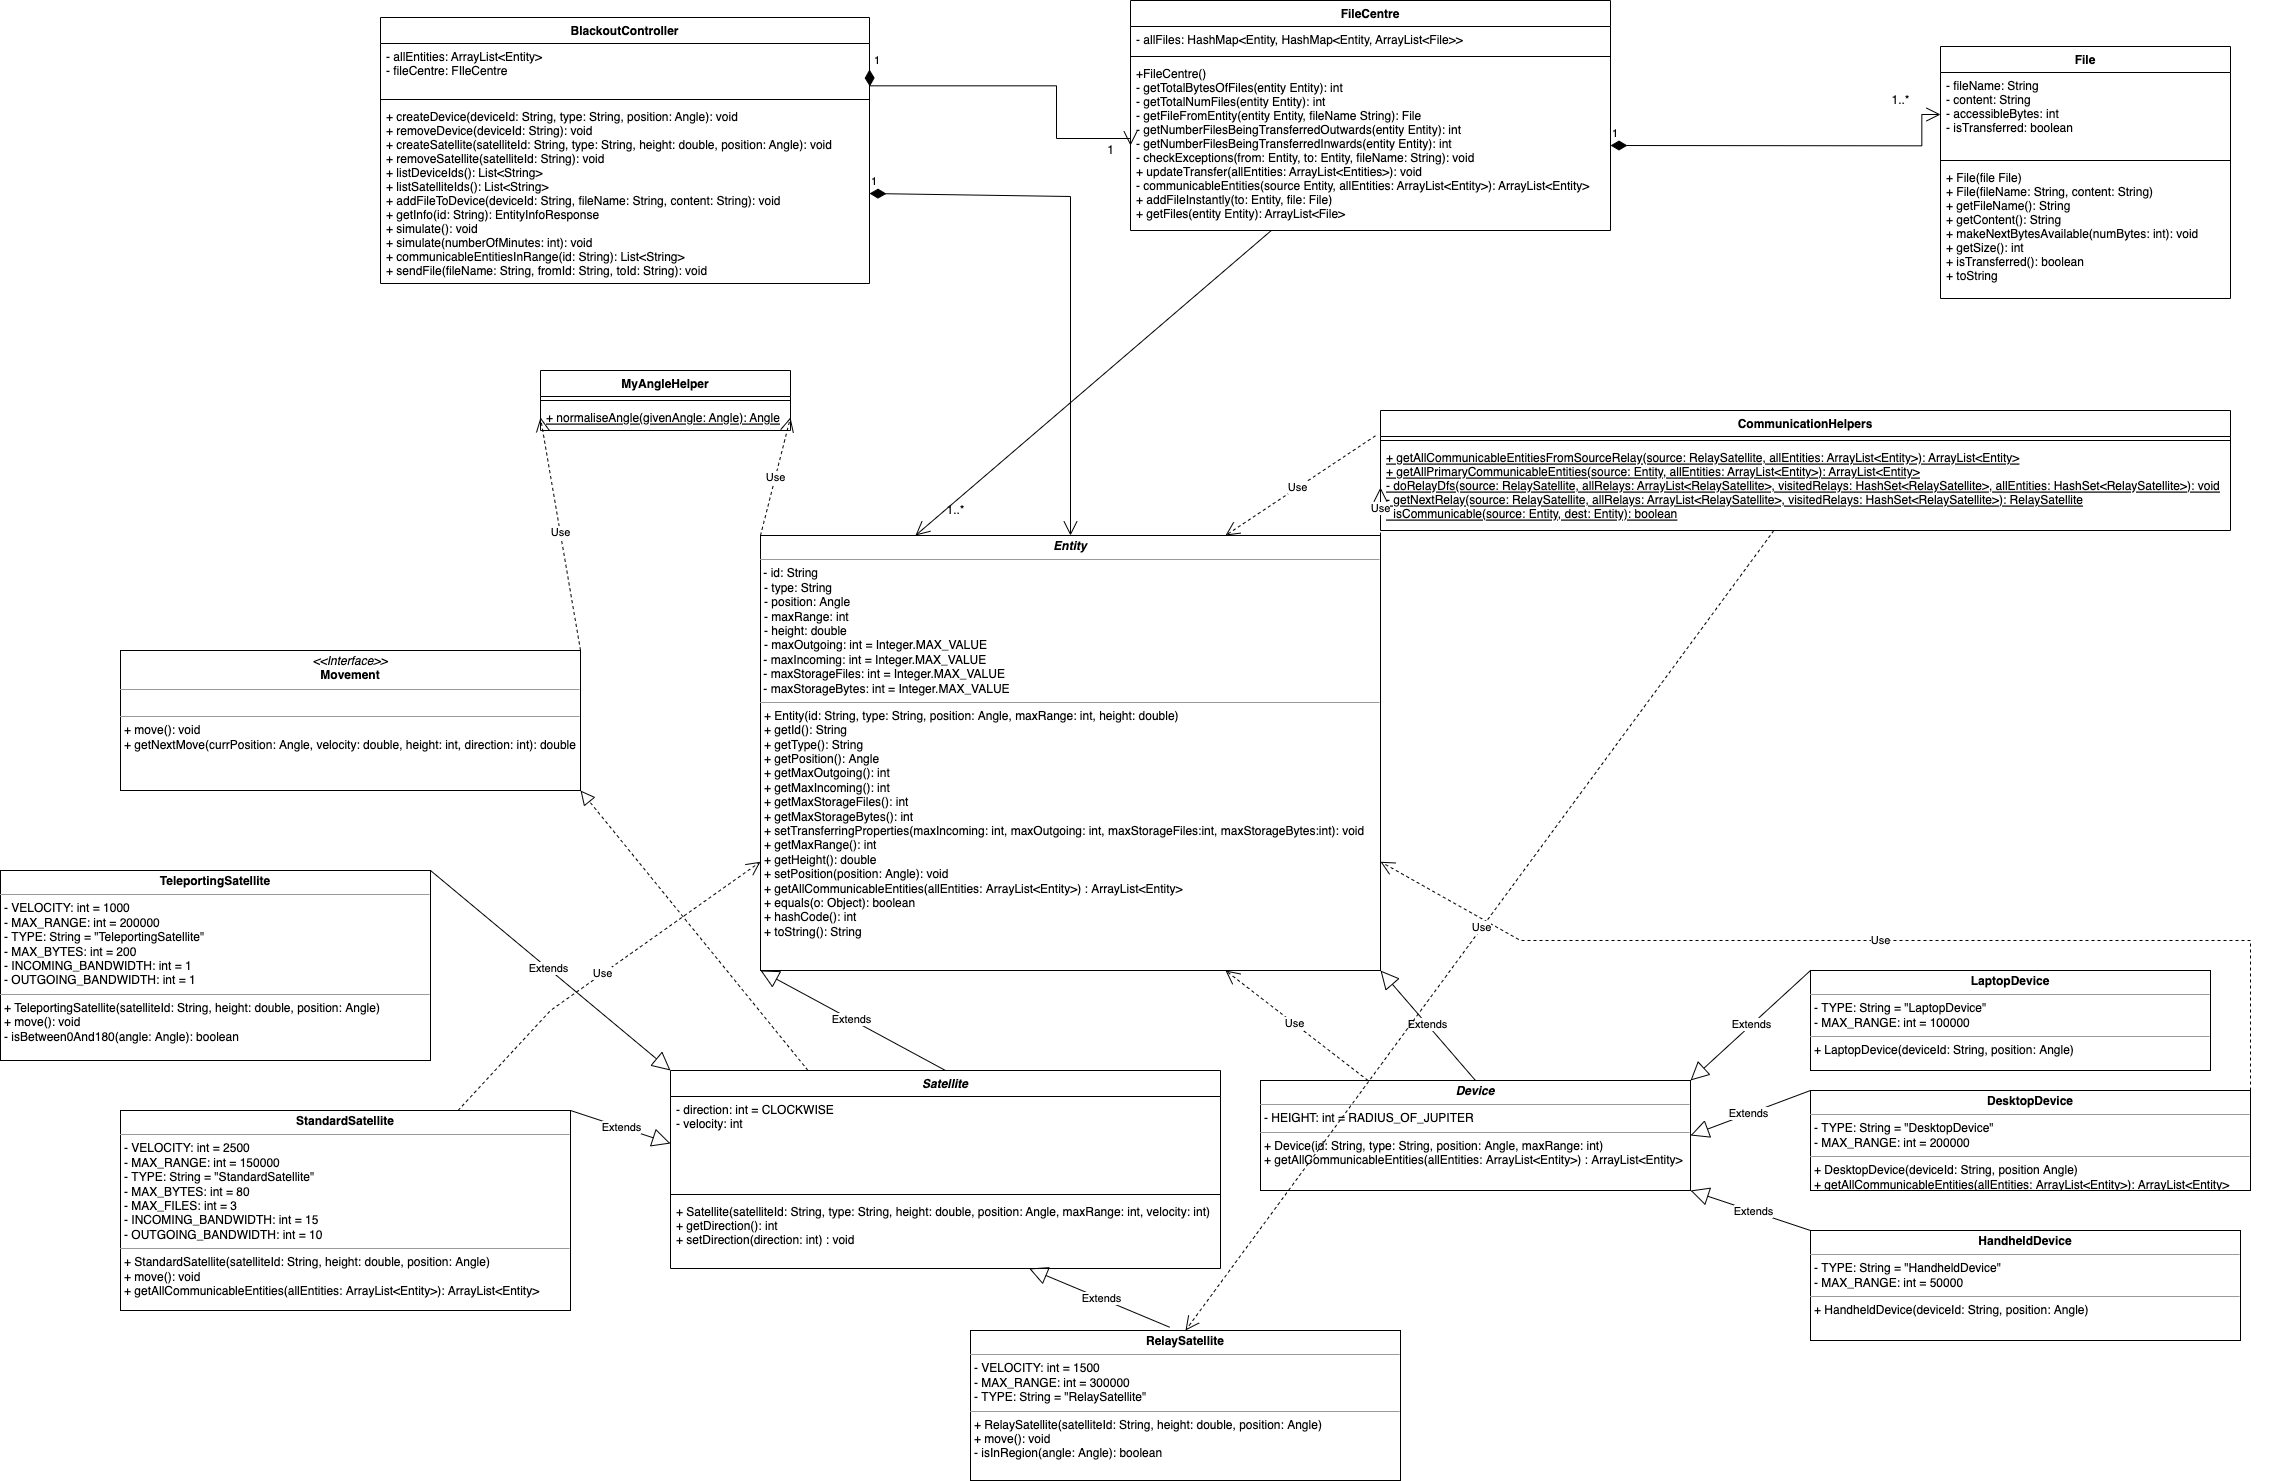 BlackoutController
- allEntities: ArrayList<Entity>
- fileCentre: FIleCentre
+ createDevice(deviceId: String, type: String, position: Angle): void
+ removeDevice(deviceId: String): void
+ createSatellite(satelliteId: String, type: String, height: double, position: Angle): void
+ removeSatellite(satelliteId: String): void
+ listDeviceIds(): List<String>
+ listSatelliteIds(): List<String>
+ addFileToDevice(deviceId: String, fileName: String, content: String): void
+ getInfo(id: String): EntityInfoResponse
+ simulate(): void
+ simulate(numberOfMinutes: int): void
+ communicableEntitiesInRange(id: String): List<String>
+ sendFile(fileName: String, fromId: String, toId: String): void
1
1
1
FileCentre
- allFiles: HashMap<Entity, HashMap<Entity, ArrayList<File>>
+FileCentre()
- getTotalBytesOfFiles(entity Entity): int
- getTotalNumFiles(entity Entity): int
- getFileFromEntity(entity Entity, fileName String): File
- getNumberFilesBeingTransferredOutwards(entity Entity): int
- getNumberFilesBeingTransferredInwards(entity Entity): int
- checkExceptions(from: Entity, to: Entity, fileName: String): void
+ updateTransfer(allEntities: ArrayList<Entities>): void
- communicableEntities(source Entity, allEntities: ArrayList<Entity>): ArrayList<Entity>
+ addFileInstantly(to: Entity, file: File)
+ getFiles(entity Entity): ArrayList<File>
1
1..*
File
- fileName: String
- content: String
- accessibleBytes: int
- isTransferred: boolean
+ File(file File)
+ File(fileName: String, content: String)
+ getFileName(): String
+ getContent(): String
+ makeNextBytesAvailable(numBytes: int): void
+ getSize(): int
+ isTransferred(): boolean
+ toString
MyAngleHelper
+ normaliseAngle(givenAngle: Angle): Angle
Use
Use
1..*
Use
Use
CommunicationHelpers
+ getAllCommunicableEntitiesFromSourceRelay(source: RelaySatellite, allEntities: ArrayList<Entity>): ArrayList<Entity>
+ getAllPrimaryCommunicableEntities(source: Entity, allEntities: ArrayList<Entity>): ArrayList<Entity>
- doRelayDfs(source: RelaySatellite, allRelays: ArrayList<RelaySatellite>, visitedRelays: HashSet<RelaySatellite>, allEntities: HashSet<RelaySatellite>): void
- getNextRelay(source: RelaySatellite, allRelays: ArrayList<RelaySatellite>, visitedRelays: HashSet<RelaySatellite>): RelaySatellite
isCommunicable(source: Entity, dest: Entity): boolean
<<Interface>>
Movement
+ move(): void
+ getNextMove(currPosition: Angle, velocity: double, height: int, direction: int): double
Entity
- id: String
- type: String
- position: Angle
- maxRange: int
- height: double
- maxOutgoing: int = Integer.MAX_VALUE
- maxIncoming: int = Integer.MAX_VALUE
- maxStorageFiles: int = Integer.MAX_VALUE
- maxStorageBytes: int = Integer.MAX_VALUE
+ Entity(id: String, type: String, position: Angle, maxRange: int, height: double)
+ getId(): String
+ getType(): String
+ getPosition(): Angle
+ getMaxOutgoing(): int
+ getMaxIncoming(): int
+ getMaxStorageFiles(): int
+ getMaxStorageBytes(): int
+ setTransferringProperties(maxIncoming: int, maxOutgoing: int, maxStorageFiles:int, maxStorageBytes:int): void
+ getMaxRange(): int
+ getHeight(): double
+ setPosition(position: Angle): void
+ getAllCommunicableEntities(allEntities: ArrayList<Entity>) : ArrayList<Entity>
+ equals(o: Object): boolean
+ hashCode(): int
+ toString(): String
TeleportingSatellite
- VELOCITY: int = 1000
- MAX_RANGE: int = 200000
- TYPE: String = "TeleportingSatellite"
- MAX_BYTES: int = 200
- INCOMING_BANDWIDTH: int = 1
- OUTGOING_BANDWIDTH: int = 1
+ TeleportingSatellite(satelliteId: String, height: double, position: Angle)
+ move(): void
- isBetween0And180(angle: Angle): boolean
Extends
Use
Extends
Use
Extends
Use
Use
StandardSatellite
- VELOCITY: int = 2500
- MAX_RANGE: int = 150000
- TYPE: String = "StandardSatellite"
- MAX_BYTES: int = 80
- MAX_FILES: int = 3
- INCOMING_BANDWIDTH: int = 15
- OUTGOING_BANDWIDTH: int = 10
+ StandardSatellite(satelliteId: String, height: double, position: Angle)
+ move(): void
+ getAllCommunicableEntities(allEntities: ArrayList<Entity>): ArrayList<Entity>
Extends
Satellite
- direction: int = CLOCKWISE
- velocity: int
+ Satellite(satelliteId: String, type: String, height: double, position: Angle, maxRange: int, velocity: int)
+ getDirection(): int
+ setDirection(direction: int) : void
Device
- HEIGHT: int = RADIUS_OF_JUPITER
+ Device(id: String, type: String, position: Angle, maxRange: int)
+ getAllCommunicableEntities(allEntities: ArrayList<Entity>) : ArrayList<Entity>
Extends
Extends
Extends
LaptopDevice
- TYPE: String = "LaptopDevice"
- MAX_RANGE: int = 100000
+ LaptopDevice(deviceId: String, position: Angle)
DesktopDevice
- TYPE: String = "DesktopDevice"
- MAX_RANGE: int = 200000
+ DesktopDevice(deviceId: String, position Angle)
+ getAllCommunicableEntities(allEntities: ArrayList<Entity>): ArrayList<Entity>
HandheldDevice
- TYPE: String = "HandheldDevice"
- MAX_RANGE: int = 50000
+ HandheldDevice(deviceId: String, position: Angle)
Extends
RelaySatellite
- VELOCITY: int = 1500
- MAX_RANGE: int = 300000
- TYPE: String = "RelaySatellite"
+ RelaySatellite(satelliteId: String, height: double, position: Angle)
+ move(): void
- isInRegion(angle: Angle): boolean